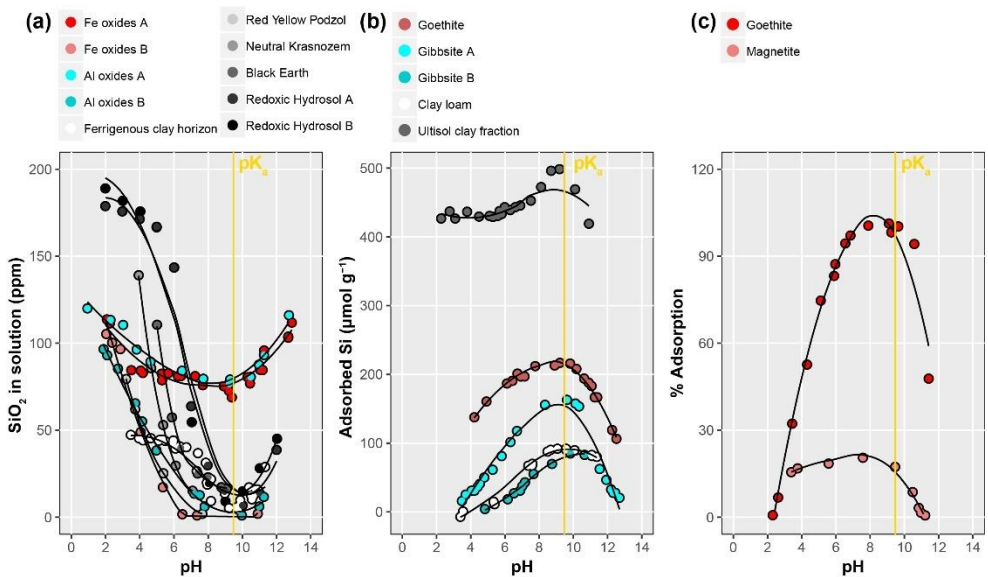 (a)
Fe oxides A
Fe oxides B
Al oxides A
Al oxides B
Ferrigenous clay horizon
Red Yellow Podzol
Neutral Krasnozem
Black Earth
Redoxic Hydrosol A
Redoxic Hydrosol B
pKₐ
SiO₂ in solution (ppm)
200
150
100
50
0
0 2 4 6 8 10 12 14
pH
(b)
Goethite
Gibbsite A
Gibbsite B
Clay loam
Ultisol clay fraction
pKₐ
Adsorbed Si (μmol g⁻¹)
500
400
300
200
100
0
0 2 4 6 8 10 12 14
pH
(c)
Goethite
Magnetite
pKₐ
% Adsorption
120
90
60
30
0
0 2 4 6 8 10 12 14
pH